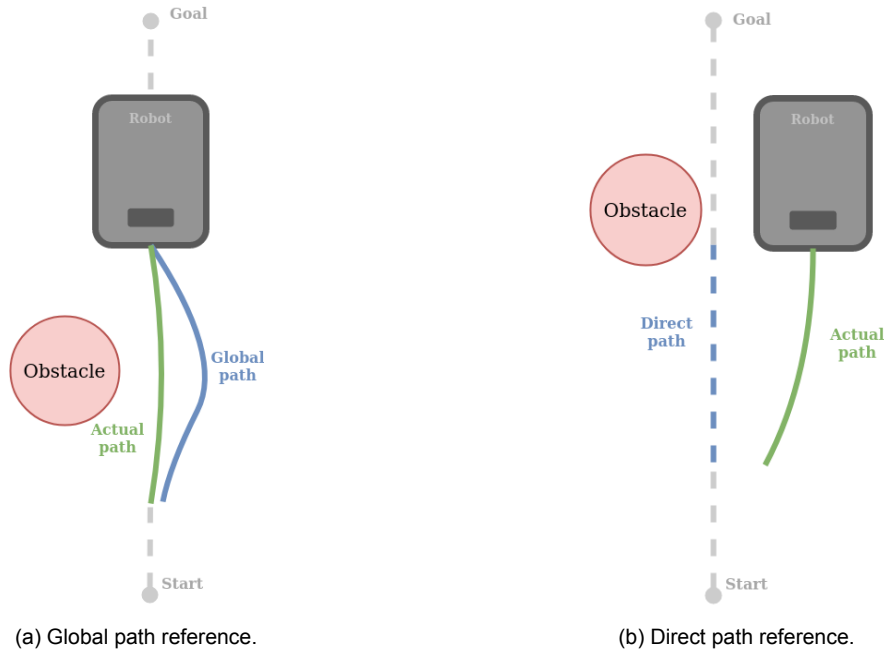 Goal
Robot
Obstacle
Global
path
Actual
path
Start
(a) Global path reference.
Goal
Robot
Obstacle
Direct
path
Actual
path
Start
(b) Direct path reference.